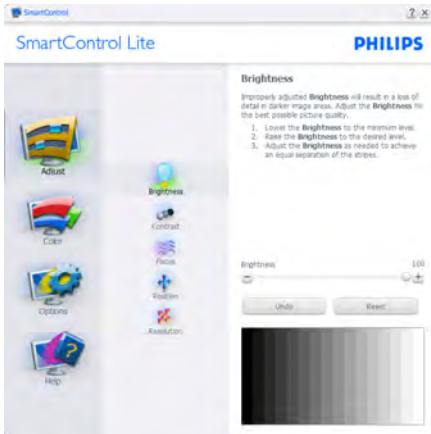 SmartControl
SmartControl Lite
PHILIPS
Adjust
Color
Options
Help
Brightness
Contrast
Focus
Position
Resolution
Brightness
Improperly adjusted Brightness will result in a loss of
detail in darker image areas. Adjust the Brightness for
the best possible picture quality.
1. Lower the Brightness to the minimum level.
2. Raise the Brightness to the desired level.
3. Adjust the Brightness as needed to achieve
an equal separation of the stripes.
Brightness 100
Undo Reset